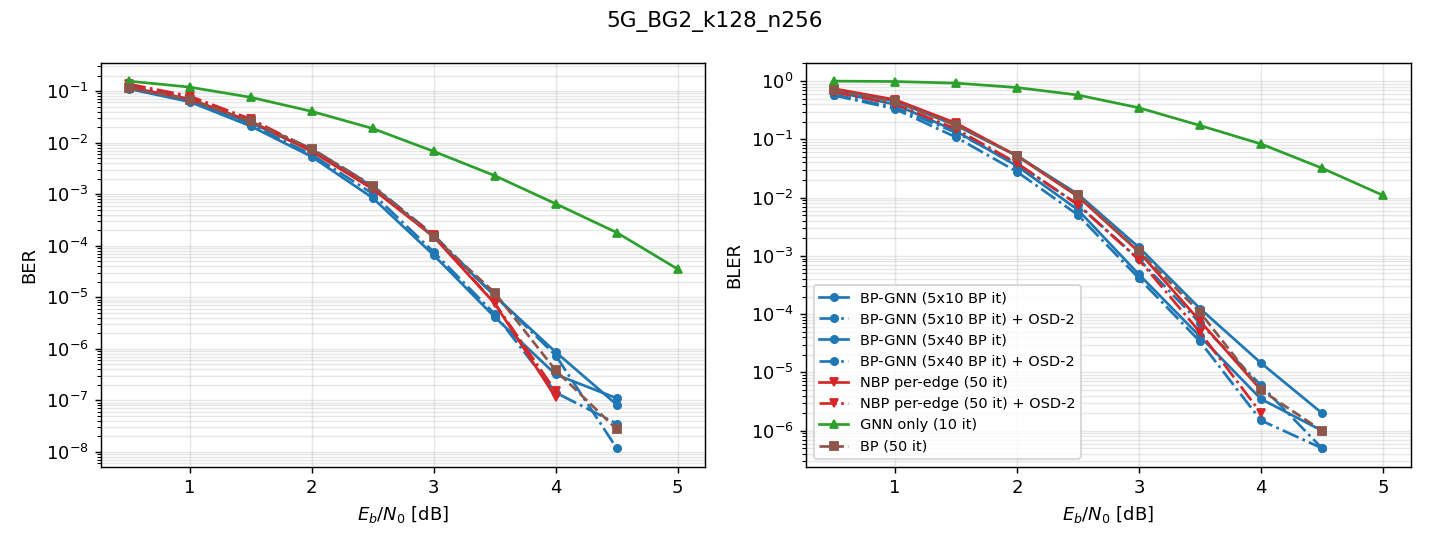 5G_BG2_k128_n256
10⁻¹
10⁻²
10⁻³
10⁻⁴
10⁻⁵
10⁻⁶
10⁻⁷
10⁻⁸
BER
1 2 3 4 5
E_b/N_0 [dB]
10⁰
10⁻¹
10⁻²
10⁻³
10⁻⁴
10⁻⁵
10⁻⁶
BLER
BP-GNN (5x10 BP it)
BP-GNN (5x10 BP it) + OSD-2
BP-GNN (5x40 BP it)
BP-GNN (5x40 BP it) + OSD-2
NBP per-edge (50 it)
NBP per-edge (50 it) + OSD-2
GNN only (10 it)
BP (50 it)
1 2 3 4 5
E_b/N_0 [dB]